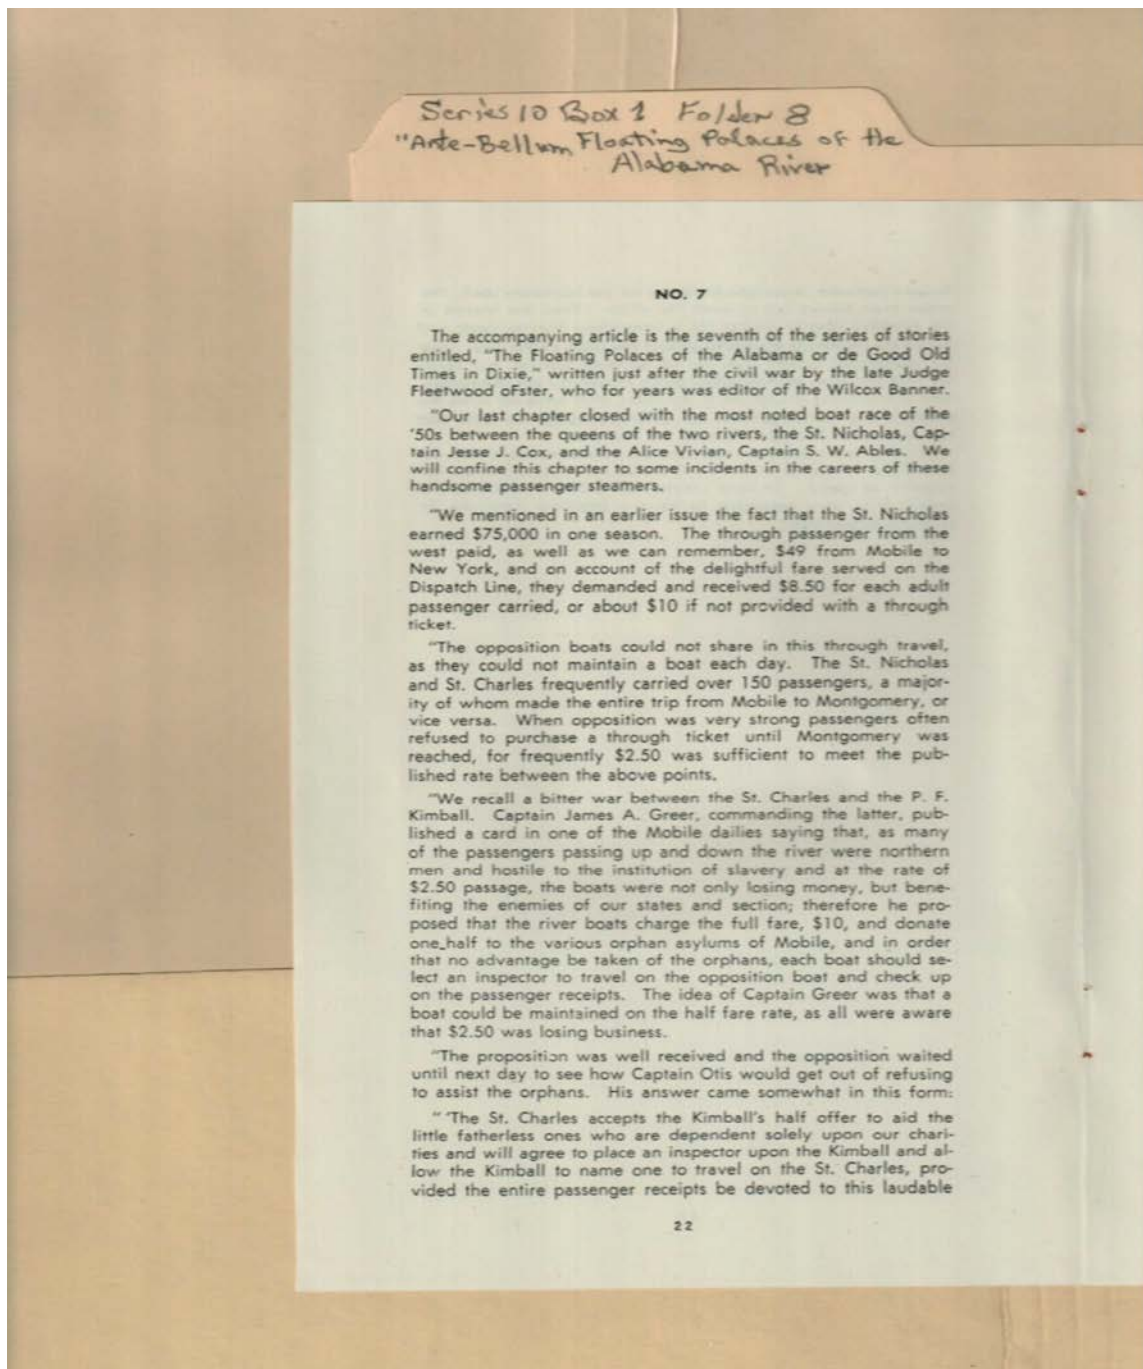 Series 10 Box 1 Folder 8
"Ante-Bellum Floating Palaces of the
Alabama River
NO. 7
The accompanying article is the seventh of the series of stories
entitled, "The Floating Palaces of the Alabama or de Good Old
Times in Dixie," written just after the civil war by the late Judge
Fleetwood oFster, who for years was editor of the Wilcox Banner.
"Our last chapter closed with the most noted boat race of the
'50s between the queens of the two rivers, the St. Nicholas, Cap-
tain Jesse J. Cox, and the Alice Vivian, Captain S. W. Ables. We
will confine this chapter to some incidents in the careers of these
handsome passenger steamers.
"We mentioned in an earlier issue the fact that the St. Nicholas
earned $75,000 in one season. The through passenger from the
west paid, as well as we can remember, $49 from Mobile to
New York, and on account of the delightful fare served on the
Dispatch Line, they demanded and received $8.50 for each adult
passenger carried, or about $10 if not provided with a through
ticket.
"The opposition boats could not share in this through travel,
as they could not maintain a boat each day. The St. Nicholas
and St. Charles frequently carried over 150 passengers, a major-
ity of whom made the entire trip from Mobile to Montgomery, or
vice versa. When opposition was very strong passengers often
refused to purchase a through ticket until Montgomery was
reached, for frequently $2.50 was sufficient to meet the pub-
lished rate between the above points.
"We recall a bitter war between the St. Charles and the P. F.
Kimball. Captain James A. Greer, commanding the latter, pub-
lished a card in one of the Mobile dailies saying that, as many
of the passengers passing up and down the river were northern
men and hostile to the institution of slavery and at the rate of
$2.50 passage, the boats were not only losing money, but bene-
fiting the enemies of our states and section; therefore he pro-
posed that the river boats charge the full fare, $10, and donate
one_half to the various orphan asylums of Mobile, and in order
that no advantage be taken of the orphans, each boat should se-
lect an inspector to travel on the opposition boat and check up
on the passenger receipts. The idea of Captain Greer was that a
boat could be maintained on the half fare rate, as all were aware
that $2.50 was losing business.
"The proposition was well received and the opposition waited
until next day to see how Captain Otis would get out of refusing
to assist the orphans. His answer came somewhat in this form:
" 'The St. Charles accepts the Kimball's half offer to aid the
little fatherless ones who are dependent solely upon our chari-
ties and will agree to place an inspector upon the Kimball and al-
low the Kimball to name one to travel on the St. Charles, pro-
vided the entire passenger receipts be devoted to this laudable
22